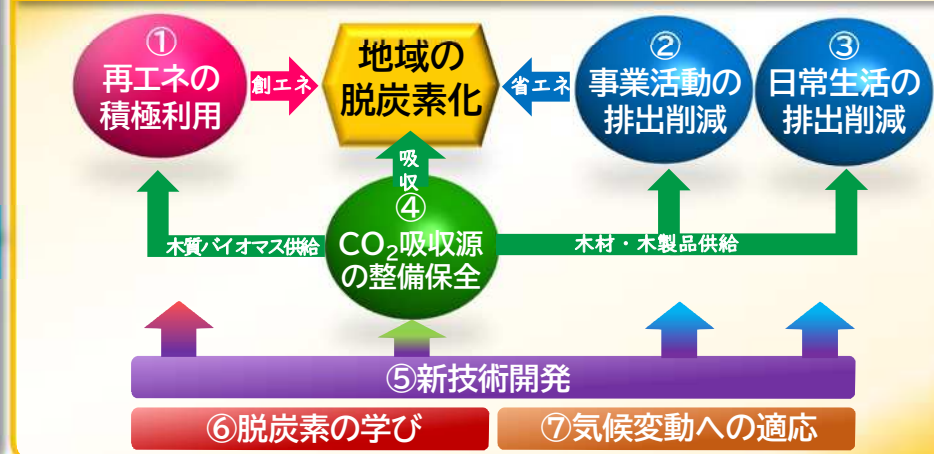 ①
再エネの
積極利用
創エネ
地域の
脱炭素化
省エネ
②
事業活動の
排出削減
③
日常生活の
排出削減
吸
収
④
CO₂吸収源
の整備保全
木質バイオマス供給
木材・木製品供給
⑤新技術開発
⑥脱炭素の学び
⑦気候変動への適応